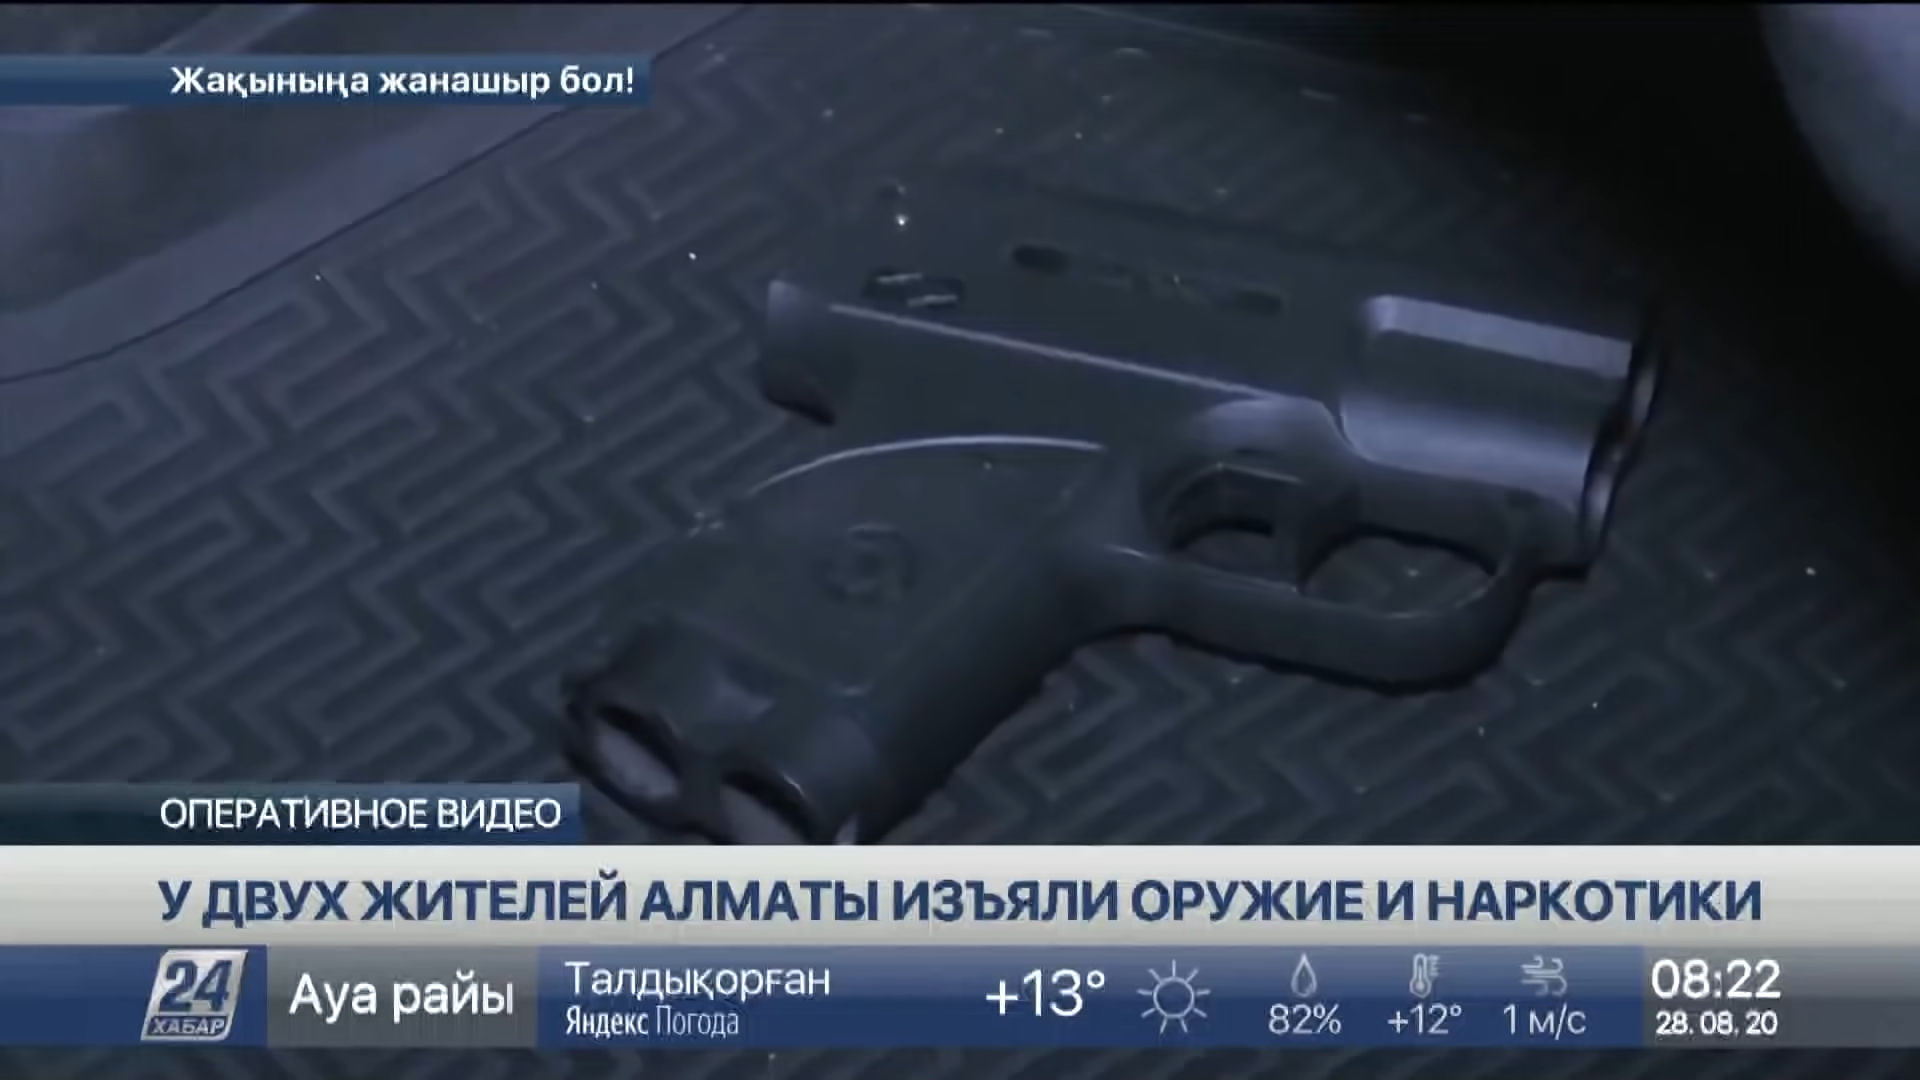 Жақыныңа жанашыр бол!
ОПЕРАТИВНОЕ ВИДЕО
У ДВУХ ЖИТЕЛЕЙ АЛМАТЫ ИЗЪЯЛИ ОРУЖИЕ И НАРКОТИКИ
24
ХАБАР
Ауа райы
Талдықорған
Яндекс Погода
+13°
82%
+12°
1 м/с
08:22
28.08.20